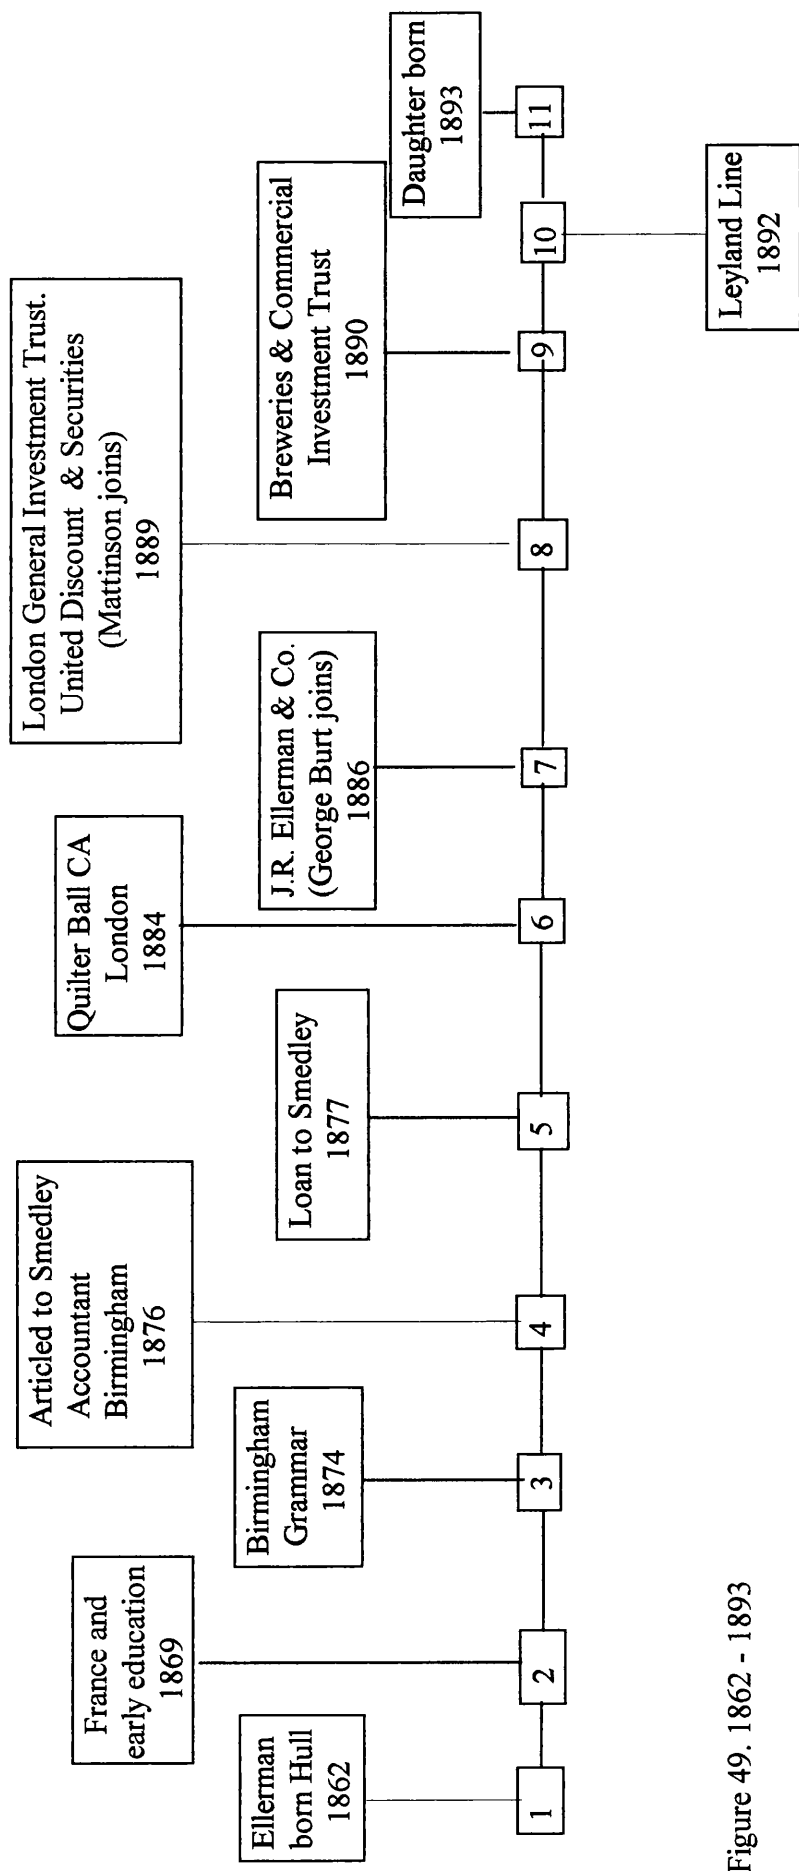 Ellerman
born Hull
1862
France and
early education
1869
Birmingham
Grammar
1874
Articled to Smedley
Accountant
Birmingham
1876
Loan to Smedley
1877
Quilter Ball CA
London
1884
J.R. Ellerman & Co.
(George Burt joins)
1886
London General Investment Trust.
United Discount & Securities
(Mattinson joins)
1889
Breweries & Commercial
Investment Trust
1890
Daughter born
1893
1
2
3
4
5
6
7
8
9
10
11
Leyland Line
1892
Figure 49. 1862 - 1893